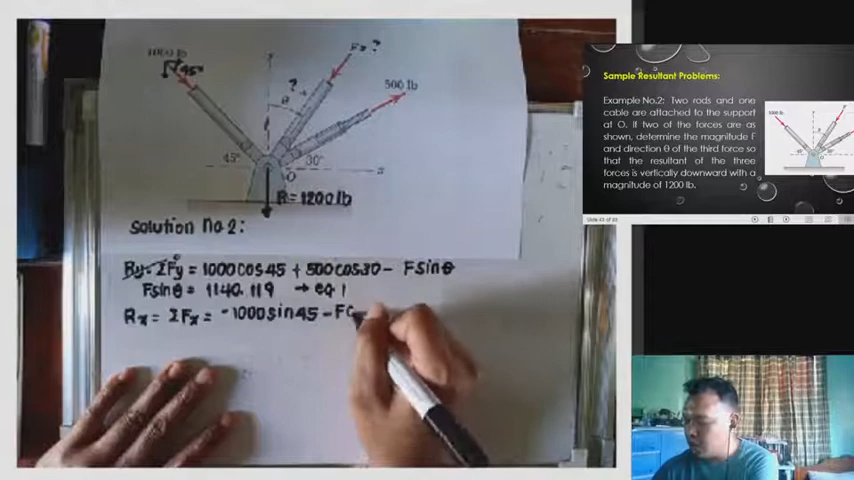 1000 lb
45°
Fx ?
?
θ
500 lb
y
45°
30°
O
x
R = 1200 lb
Solution No 2:
Ry = ΣFy = 1000cos45 + 500cos30 - Fsinθ
Fsinθ = 1140.119 → eq 1
Rx = ΣFx = -1000sin45 - FC
Sample Resultant Problems:
Example No.2: Two rods and one
cable are attached to the support
at O. If two of the forces are as
shown, determine the magnitude F
and direction θ of the third force so
that the resultant of the three
forces is vertically downward with a
magnitude of 1200 lb.